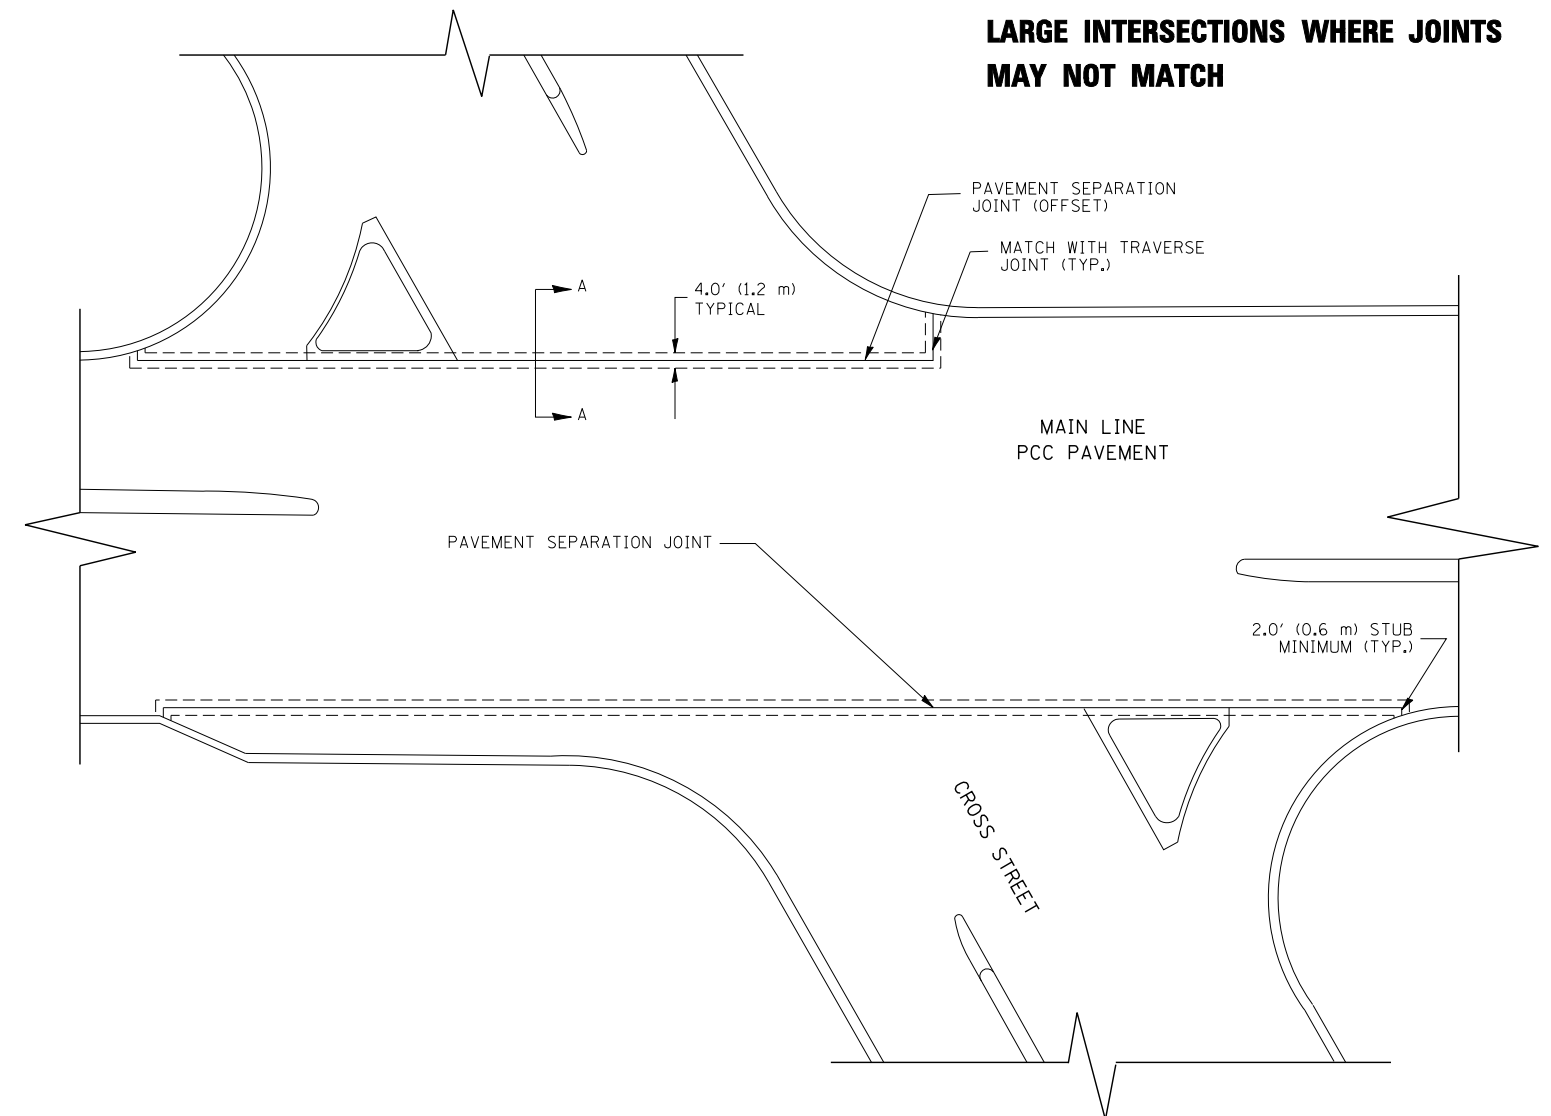 LARGE INTERSECTIONS WHERE JOINTS
MAY NOT MATCH
PAVEMENT SEPARATION
JOINT (OFFSET)
MATCH WITH TRAVERSE
JOINT (TYP.)
A
4.0' (1.2 m)
TYPICAL
A
MAIN LINE
PCC PAVEMENT
PAVEMENT SEPARATION JOINT
2.0' (0.6 m) STUB
MINIMUM (TYP.)
CROSS STREET